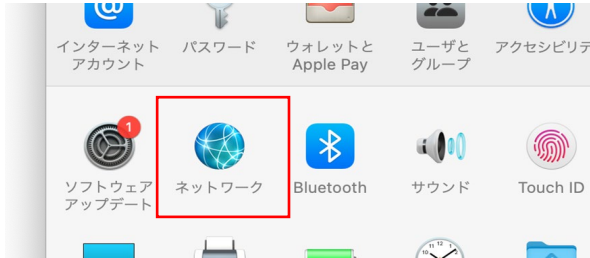 インターネット パスワード ウォレットと ユーザと アクセシビリテ
アカウント Apple Pay グループ
1
ソフトウェア ネットワーク Bluetooth サウンド Touch ID
アップデート